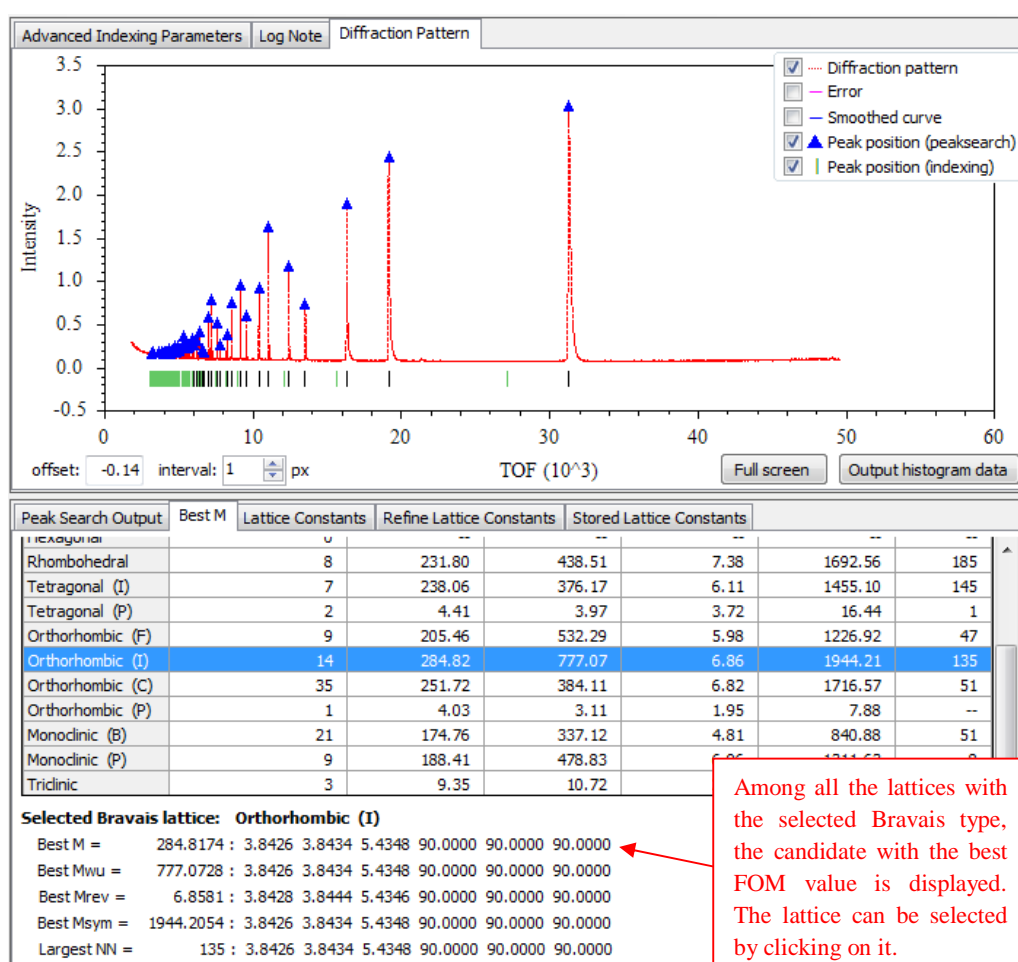 Advanced Indexing Parameters Log Note Diffraction Pattern
3.5
3.0
2.5
2.0
1.5
1.0
0.5
0.0
-0.5
Intensity
Diffraction pattern
Error
Smoothed curve
Peak position (peaksearch)
Peak position (indexing)
0 10 20 30 40 50 60
offset: -0.14 interval: 1 px TOF (10^3) Full screen Output histogram data
Peak Search Output Best M Lattice Constants Refine Lattice Constants Stored Lattice Constants
Hexagonal 0 -- -- -- -- --
Rhombohedral 8 231.80 438.51 7.38 1692.56 185
Tetragonal (I) 7 238.06 376.17 6.11 1455.10 145
Tetragonal (P) 2 4.41 3.97 3.72 16.44 1
Orthorhombic (F) 9 205.46 532.29 5.98 1226.92 47
Orthorhombic (I) 14 284.82 777.07 6.86 1944.21 135
Orthorhombic (C) 35 251.72 384.11 6.82 1716.57 51
Orthorhombic (P) 1 4.03 3.11 1.95 7.88 --
Monoclinic (B) 21 174.76 337.12 4.81 840.88 51
Monoclinic (P) 9 188.41 478.83
Triclinic 3 9.35 10.72
Selected Bravais lattice: Orthorhombic (I)
Best M = 284.8174 : 3.8426 3.8434 5.4348 90.0000 90.0000 90.0000
Best Mwu = 777.0728 : 3.8426 3.8434 5.4348 90.0000 90.0000 90.0000
Best Mrev = 6.8581 : 3.8428 3.8444 5.4346 90.0000 90.0000 90.0000
Best Msym = 1944.2054 : 3.8426 3.8434 5.4348 90.0000 90.0000 90.0000
Largest NN = 135 : 3.8426 3.8434 5.4348 90.0000 90.0000 90.0000
Among all the lattices with
the selected Bravais type,
the candidate with the best
FOM value is displayed.
The lattice can be selected
by clicking on it.